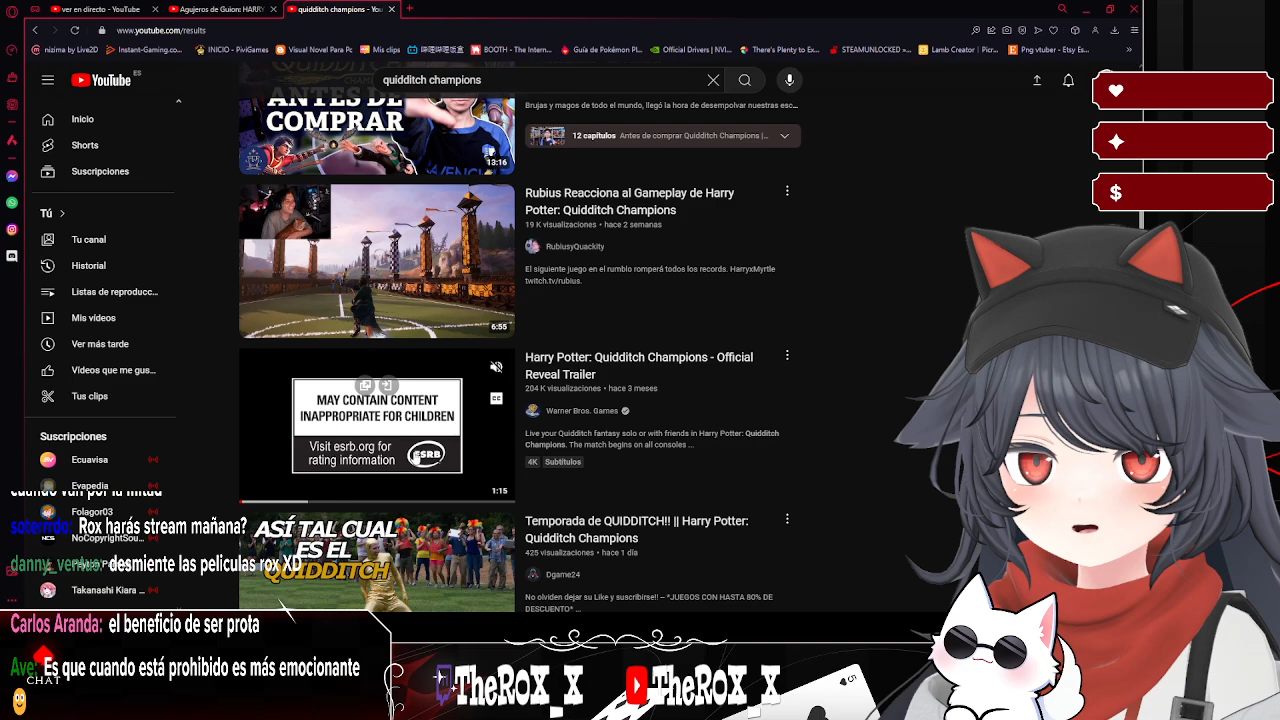 ver en directo - YouTube
Agujeros de Guion: HARRY
quidditch champions - You
www.youtube.com/results
nizima by Live2D
Instant-Gaming.co...
INICIO - PiviGames
Visual Novel Para Pc
Mis clips
哔哩哔哩饭盒
BOOTH - The Intern...
Guía de Pokémon Pl...
Official Drivers | NVI...
There's Plenty to Ex...
STEAMUNLOCKED »...
Lamb Creator | Picr...
Png vtuber - Etsy Es...
YouTube ES
quidditch champions
Inicio
Shorts
Suscripciones
Tú
Tu canal
Historial
Listas de reproducc...
Mis vídeos
Ver más tarde
Vídeos que me gus...
Tus clips
Suscripciones
Ecuavisa
Evapedia
Folagor03
NoCopyrightSou...
Takanashi Kiara ...
ANTES DE
COMPRAR
13:16
Brujas y magos de todo el mundo, llegó la hora de desempolvar nuestras esc...
12 capítulos Antes de comprar Quidditch Champions |...
6:55
Rubius Reacciona al Gameplay de Harry
Potter: Quidditch Champions
19 K visualizaciones • hace 2 semanas
RubiusyQuackity
El siguiente juego en el rumblo romperá todos los records. HarryxMyrtle
twitch.tv/rubius.
MAY CONTAIN CONTENT
INAPPROPRIATE FOR CHILDREN
Visit esrb.org for
rating information
ESRB
CC
1:15
Harry Potter: Quidditch Champions - Official
Reveal Trailer
204 K visualizaciones • hace 3 meses
Warner Bros. Games
Live your Quidditch fantasy solo or with friends in Harry Potter: Quidditch
Champions. The match begins on all consoles ...
4K Subtítulos
ASÍ TAL CUAL
ES EL
QUIDDITCH
Temporada de QUIDDITCH!! || Harry Potter:
Quidditch Champions
425 visualizaciones • hace 1 día
Dgame24
No olviden dejar su Like y suscribirse!! – *JUEGOS CON HASTA 80% DE
DESCUENTO* ...
Rox harás stream mañana?
desmiente las peliculas rox XD
Carlos Aranda: el beneficio de ser prota
Ave: Es que cuando está prohibido es más emocionante
CHAT
TheROX_X
TheROX_X
$
5